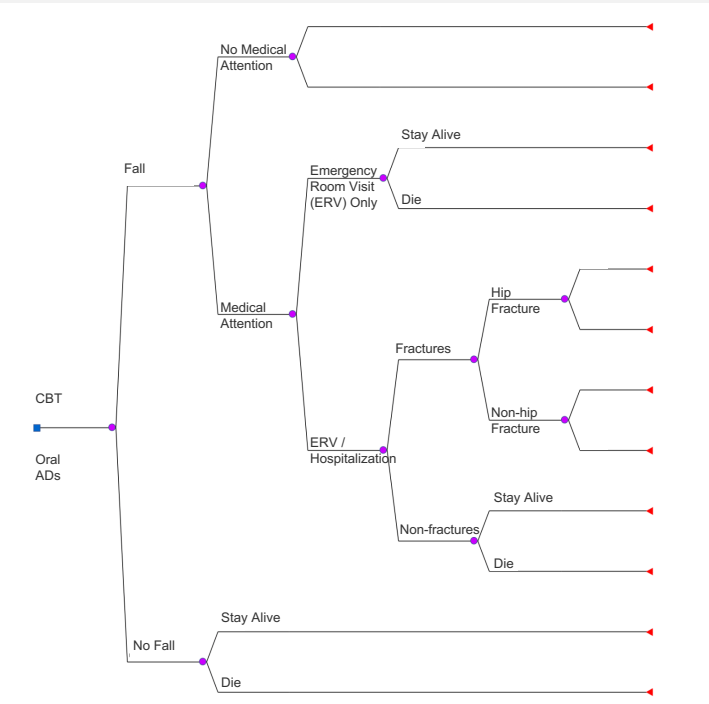 No Medical
Attention
Stay Alive
Fall
Emergency
Room Visit
(ERV) Only
Die
Hip
Fracture
Medical
Attention
Fractures
CBT
Non-hip
Fracture
ERV /
Hospitalization
Oral
ADs
Stay Alive
Non-fractures
Die
Stay Alive
No Fall
Die